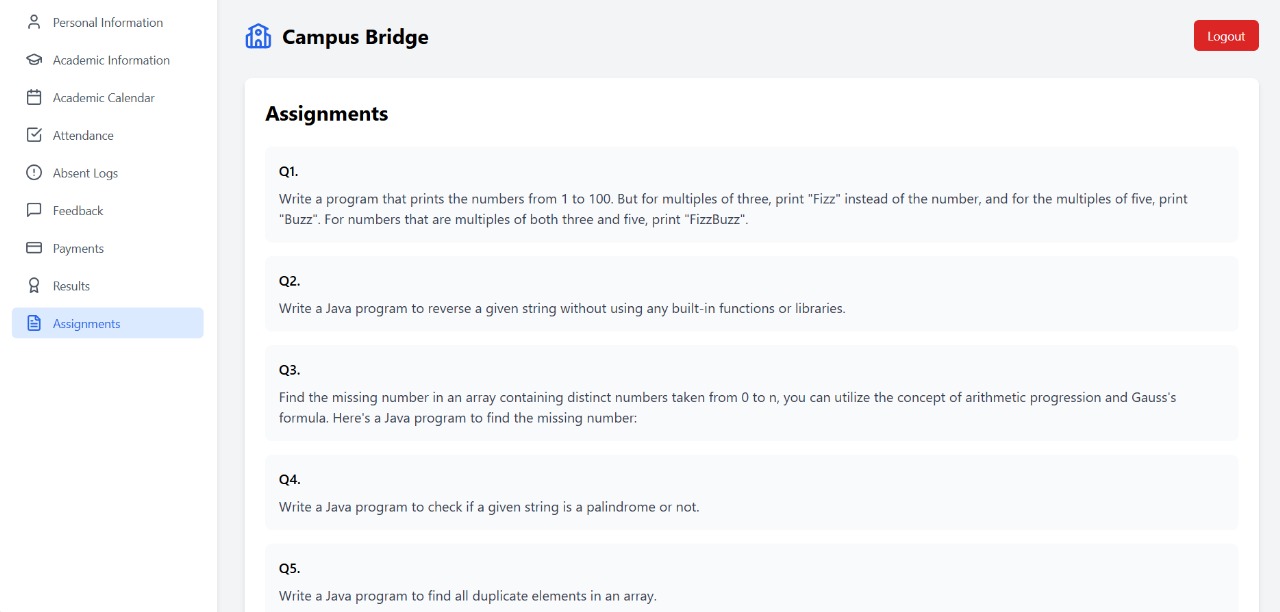 Personal Information
Academic Information
Academic Calendar
Attendance
Absent Logs
Feedback
Payments
Results
Assignments
Campus Bridge
Logout
Assignments
Q1.
Write a program that prints the numbers from 1 to 100. But for multiples of three, print "Fizz" instead of the number, and for the multiples of five, print
"Buzz". For numbers that are multiples of both three and five, print "FizzBuzz".
Q2.
Write a Java program to reverse a given string without using any built-in functions or libraries.
Q3.
Find the missing number in an array containing distinct numbers taken from 0 to n, you can utilize the concept of arithmetic progression and Gauss's
formula. Here's a Java program to find the missing number:
Q4.
Write a Java program to check if a given string is a palindrome or not.
Q5.
Write a Java program to find all duplicate elements in an array.